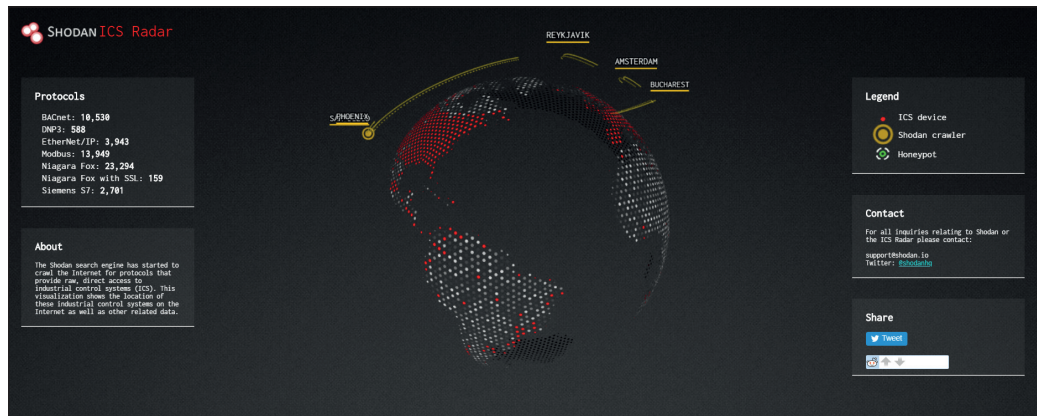 SHODAN ICS Radar
Protocols
BACnet: 10,530
DNP3: 588
EtherNet/IP: 3,943
Modbus: 13,949
Niagara Fox: 23,294
Niagara Fox with SSL: 159
Siemens S7: 2,701
About
The Shodan search engine has started to
crawl the Internet for protocols that
provide raw, direct access to
industrial control systems (ICS). This
visualization shows the location of
these industrial control systems on the
Internet as well as other related data.
REYKJAVIK
AMSTERDAM
BUCHAREST
PHOENIX
Legend
ICS device
Shodan crawler
Honeypot
Contact
For all inquiries relating to Shodan or
the ICS Radar please contact:
support@shodan.io
Twitter: @shodanhq
Share
Tweet